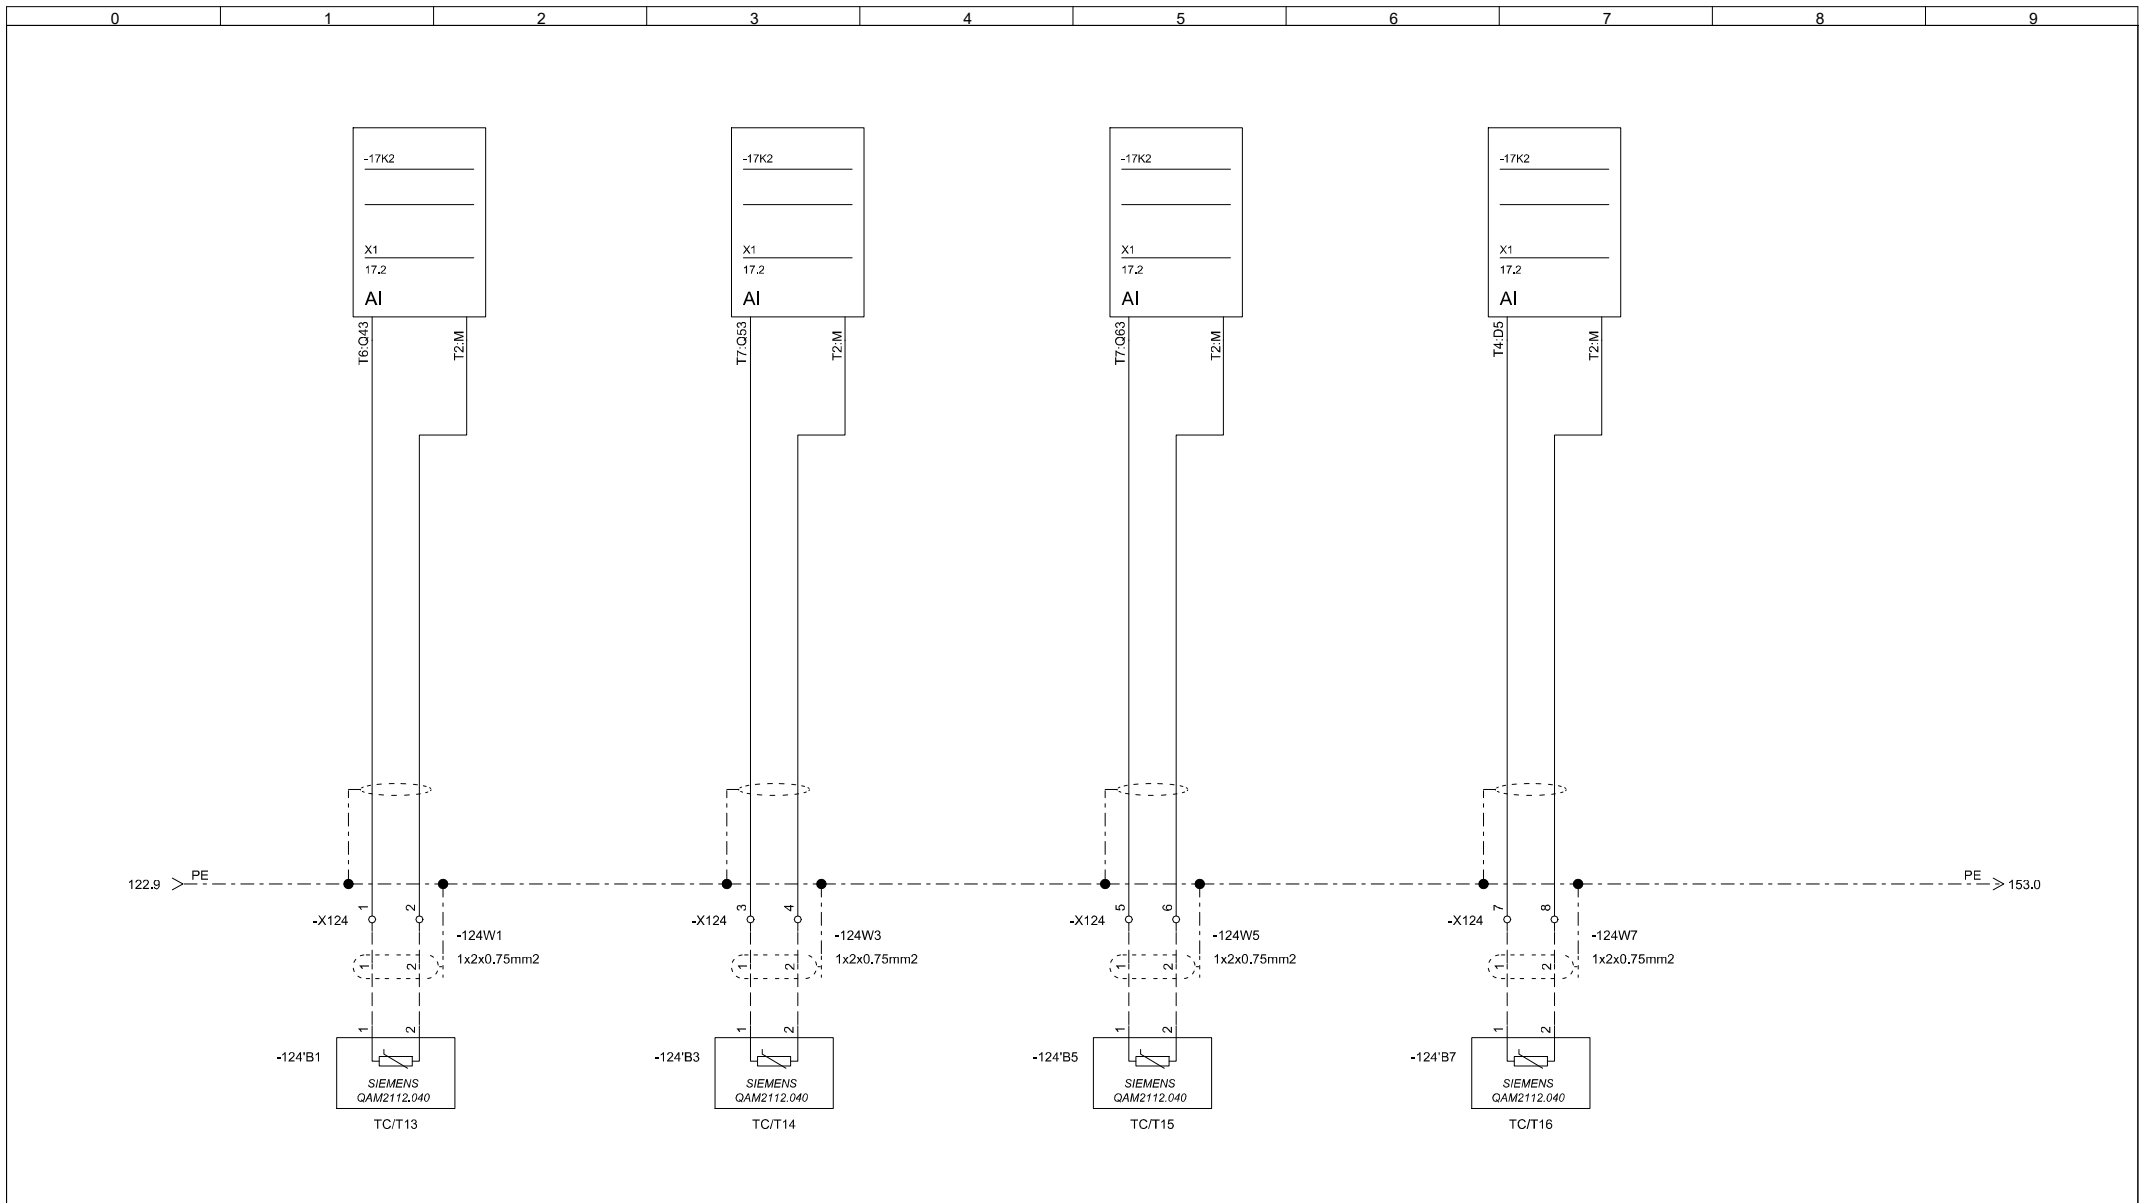 0 1 2 3 4 5 6 7 8 9
-17K2 -17K2 -17K2 -17K2
X1 X1 X1 X1
17.2 17.2 17.2 17.2
AI AI AI AI
T6:Q43 T2:M T7:Q53 T2:M T7:Q63 T2:M T4:D5 T2:M
122.9 PE PE 153.0
-X124 1 2 -X124 3 4 -X124 5 6 -X124 7 8
-124W1 -124W3 -124W5 -124W7
1x2x0.75mm2 1x2x0.75mm2 1x2x0.75mm2 1x2x0.75mm2
1 2 1 2 1 2 1 2
1 2 1 2 1 2 1 2
-124'B1 -124'B3 -124'B5 -124'B7
SIEMENS SIEMENS SIEMENS SIEMENS
QAM2112.040 QAM2112.040 QAM2112.040 QAM2112.040
TC/T13 TC/T14 TC/T15 TC/T16